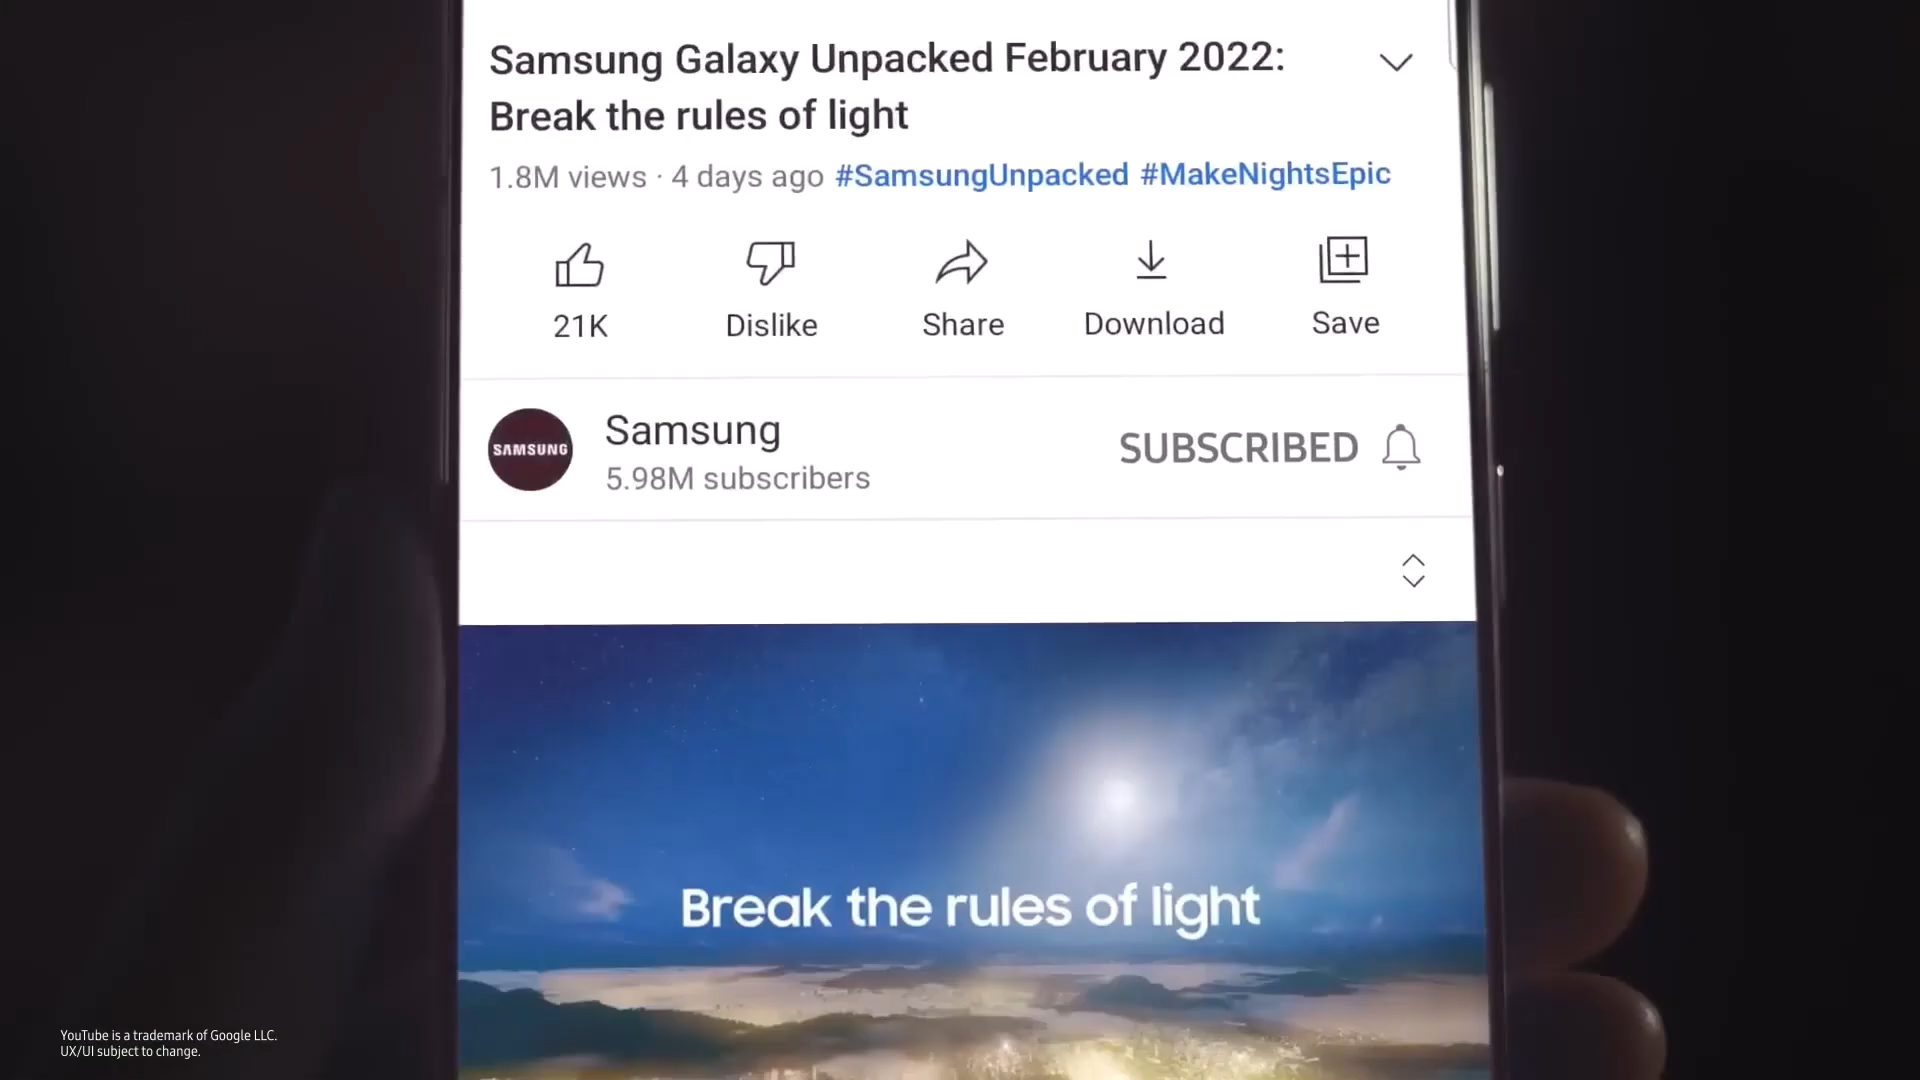 Samsung Galaxy Unpacked February 2022:
Break the rules of light
1.8M views · 4 days ago #SamsungUnpacked #MakeNightsEpic
21K
Dislike
Share
Download
Save
SAMSUNG
Samsung
5.98M subscribers
SUBSCRIBED
Break the rules of light
YouTube is a trademark of Google LLC.
UX/UI subject to change.